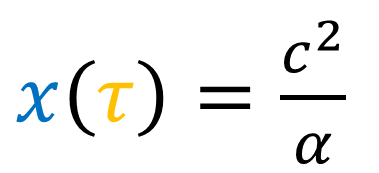 x(τ) = c²/α